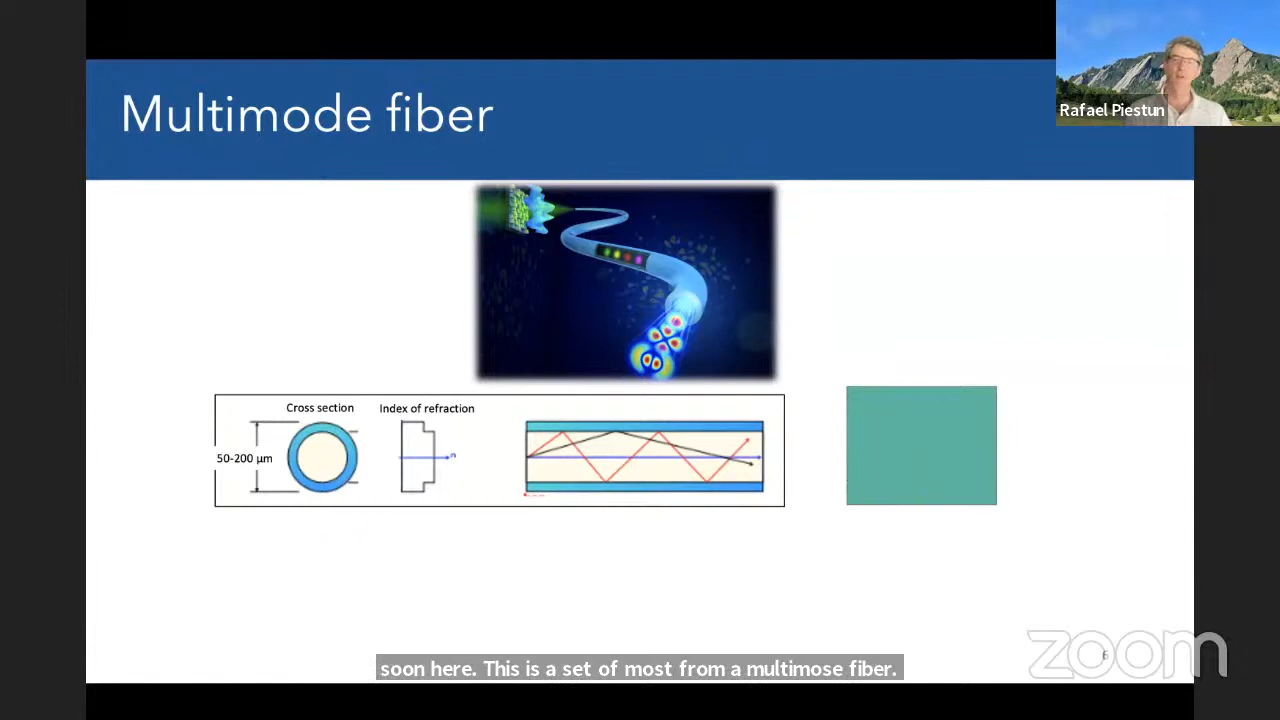 Multimode fiber
Rafael Piestun
Cross section
Index of refraction
50-200 μm
n
soon here. This is a set of most from a multimose fiber.
6
zoom